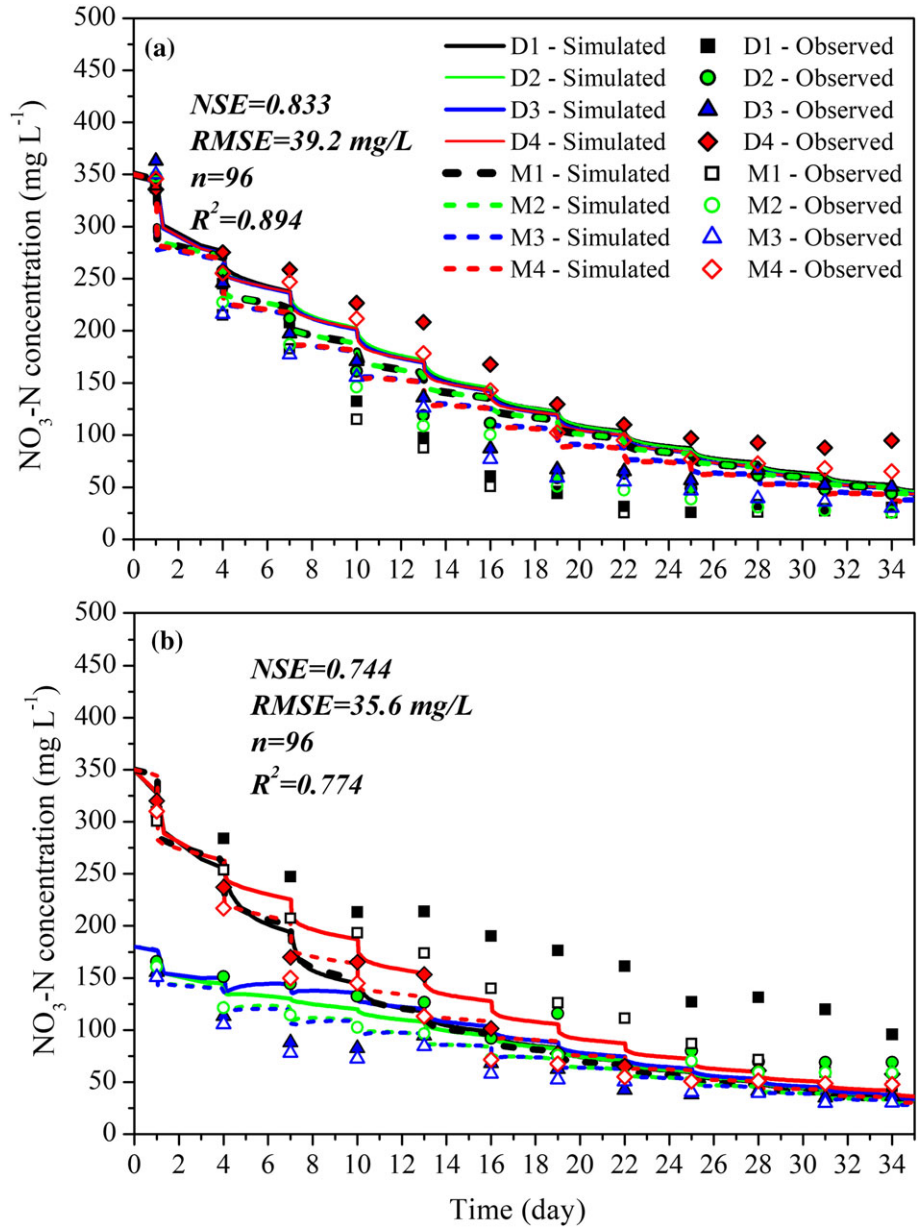 (a)
NSE=0.833
RMSE=39.2 mg/L
n=96
R²=0.894
D1 - Simulated
D2 - Simulated
D3 - Simulated
D4 - Simulated
M1 - Simulated
M2 - Simulated
M3 - Simulated
M4 - Simulated
D1 - Observed
D2 - Observed
D3 - Observed
D4 - Observed
M1 - Observed
M2 - Observed
M3 - Observed
M4 - Observed
NO₃-N concentration (mg L⁻¹)
500
450
400
350
300
250
200
150
100
50
0
0 2 4 6 8 10 12 14 16 18 20 22 24 26 28 30 32 34
(b)
NSE=0.744
RMSE=35.6 mg/L
n=96
R²=0.774
NO₃-N concentration (mg L⁻¹)
500
450
400
350
300
250
200
150
100
50
0
0 2 4 6 8 10 12 14 16 18 20 22 24 26 28 30 32 34
Time (day)